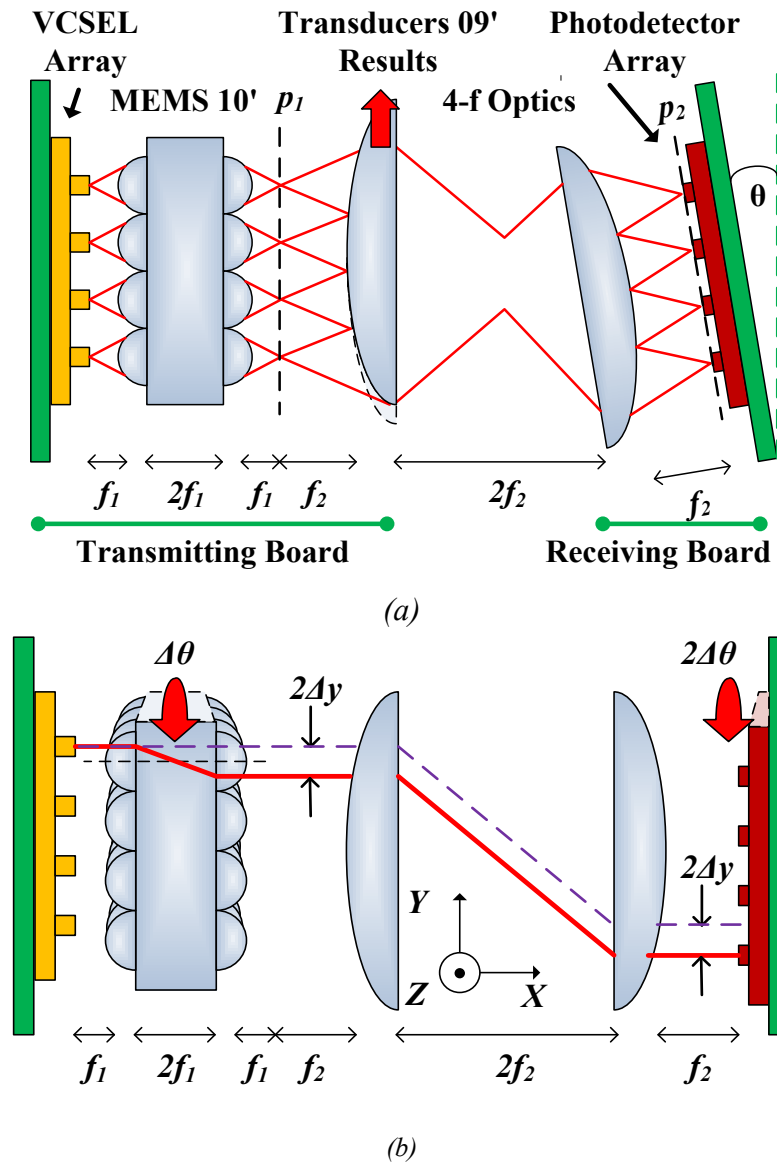 VCSEL Array
Transducers 09' Results
Photodetector Array
MEMS 10'
p1
4-f Optics
p2
θ
f1
2f1
f1
f2
2f2
f2
Transmitting Board
Receiving Board
(a)
Δθ
2Δy
2Δθ
2Δy
Y
Z
X
f1
2f1
f1
f2
2f2
f2
(b)